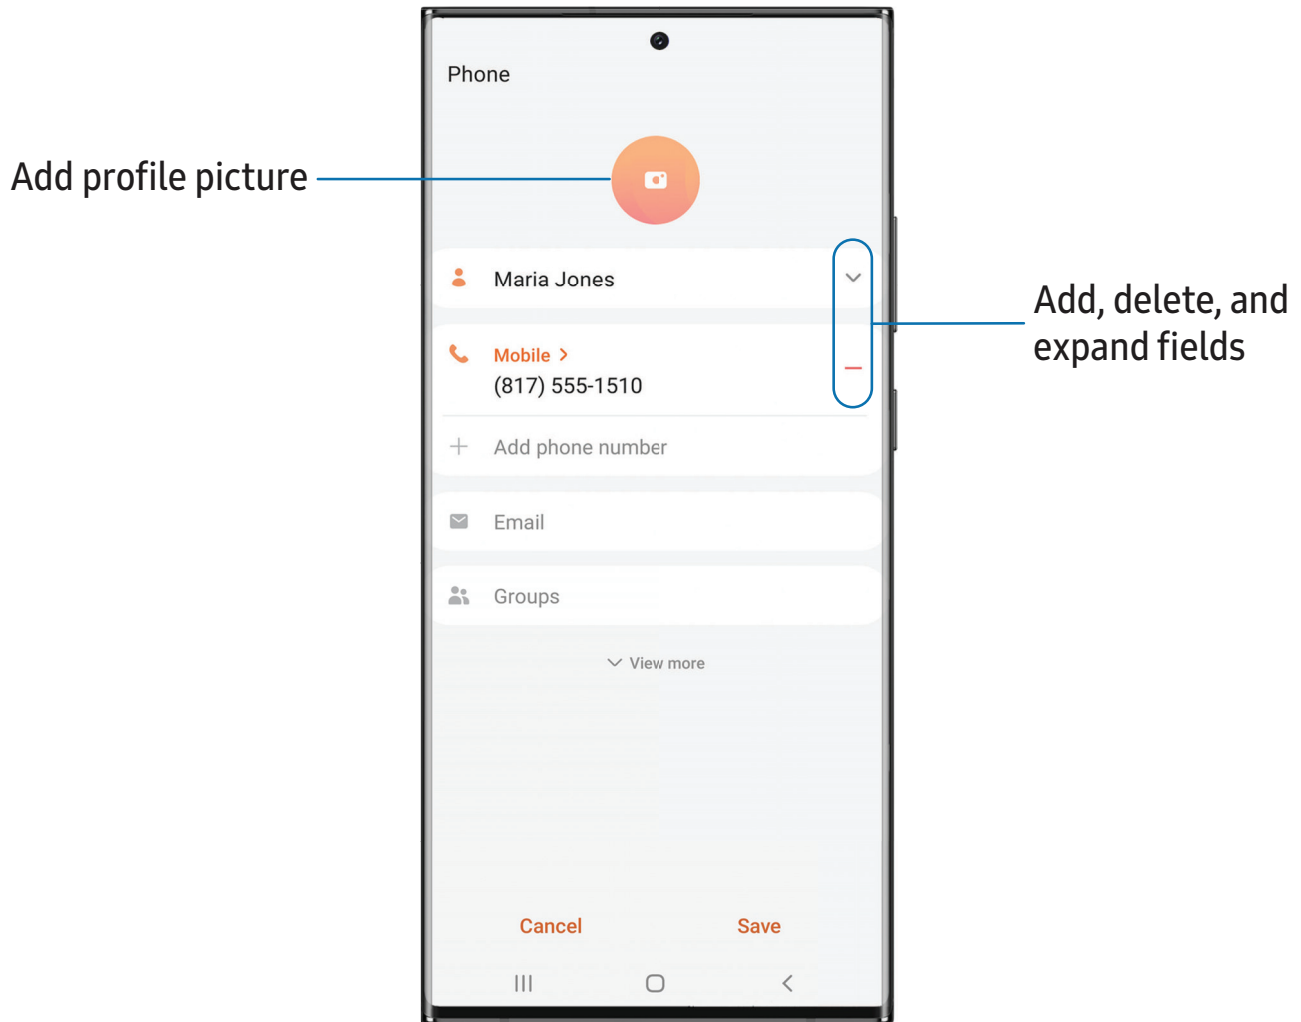 Phone
Add profile picture
Maria Jones
Add, delete, and
expand fields
Mobile >
(817) 555-1510
Add phone number
Email
Groups
View more
Cancel
Save